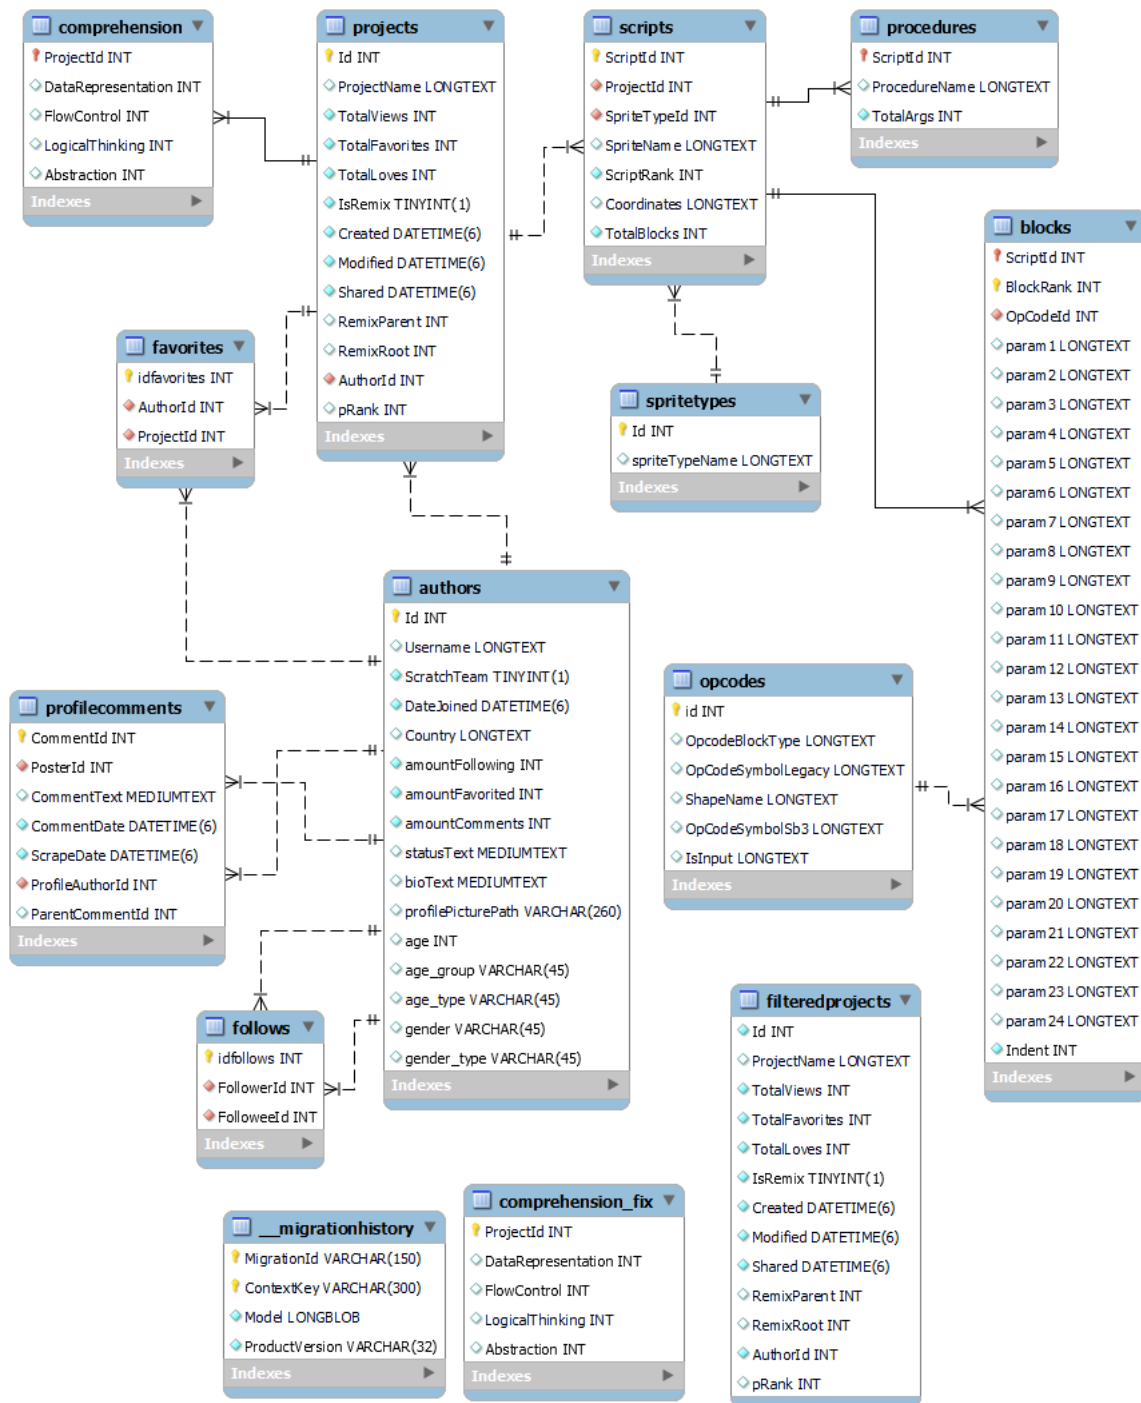 comprehension
ProjectId INT
DataRepresentation INT
FlowControl INT
LogicalThinking INT
Abstraction INT
Indexes
projects
Id INT
ProjectName LONGTEXT
TotalViews INT
TotalFavorites INT
TotalLoves INT
IsRemix TINYINT(1)
Created DATETIME(6)
Modified DATETIME(6)
Shared DATETIME(6)
RemixParent INT
RemixRoot INT
AuthorId INT
pRank INT
Indexes
scripts
ScriptId INT
ProjectId INT
SpriteTypeId INT
SpriteName LONGTEXT
ScriptRank INT
Coordinates LONGTEXT
TotalBlocks INT
Indexes
procedures
ScriptId INT
ProcedureName LONGTEXT
TotalArgs INT
Indexes
blocks
ScriptId INT
BlockRank INT
OpCodeId INT
param1 LONGTEXT
param2 LONGTEXT
param3 LONGTEXT
param4 LONGTEXT
param5 LONGTEXT
param6 LONGTEXT
param7 LONGTEXT
param8 LONGTEXT
param9 LONGTEXT
param10 LONGTEXT
param11 LONGTEXT
param12 LONGTEXT
param13 LONGTEXT
param14 LONGTEXT
param15 LONGTEXT
param16 LONGTEXT
param17 LONGTEXT
param18 LONGTEXT
param19 LONGTEXT
param20 LONGTEXT
param21 LONGTEXT
param22 LONGTEXT
param23 LONGTEXT
param24 LONGTEXT
Indent INT
Indexes
favorites
idfavorites INT
AuthorId INT
ProjectId INT
Indexes
spritetypes
Id INT
spriteTypeName LONGTEXT
Indexes
authors
Id INT
Username LONGTEXT
ScratchTeam TINYINT(1)
DateJoined DATETIME(6)
Country LONGTEXT
amountFollowing INT
amountFavorited INT
amountComments INT
statusText MEDIUMTEXT
bioText MEDIUMTEXT
profilePicturePath VARCHAR(260)
age INT
age_group VARCHAR(45)
age_type VARCHAR(45)
gender VARCHAR(45)
gender_type VARCHAR(45)
Indexes
opcodes
id INT
OpcodeBlockType LONGTEXT
OpCodeSymbolLegacy LONGTEXT
ShapeName LONGTEXT
OpCodeSymbolSb3 LONGTEXT
IsInput LONGTEXT
Indexes
profilecomments
CommentId INT
PosterId INT
CommentText MEDIUMTEXT
CommentDate DATETIME(6)
ScrapeDate DATETIME(6)
ProfileAuthorId INT
ParentCommentId INT
Indexes
follows
idfollows INT
FollowerId INT
FolloweeId INT
Indexes
filteredprojects
Id INT
ProjectName LONGTEXT
TotalViews INT
TotalFavorites INT
TotalLoves INT
IsRemix TINYINT(1)
Created DATETIME(6)
Modified DATETIME(6)
Shared DATETIME(6)
RemixParent INT
RemixRoot INT
AuthorId INT
pRank INT
__migrationhistory
MigrationId VARCHAR(150)
ContextKey VARCHAR(300)
Model LONGBLOB
ProductVersion VARCHAR(32)
Indexes
comprehension_fix
ProjectId INT
DataRepresentation INT
FlowControl INT
LogicalThinking INT
Abstraction INT
Indexes